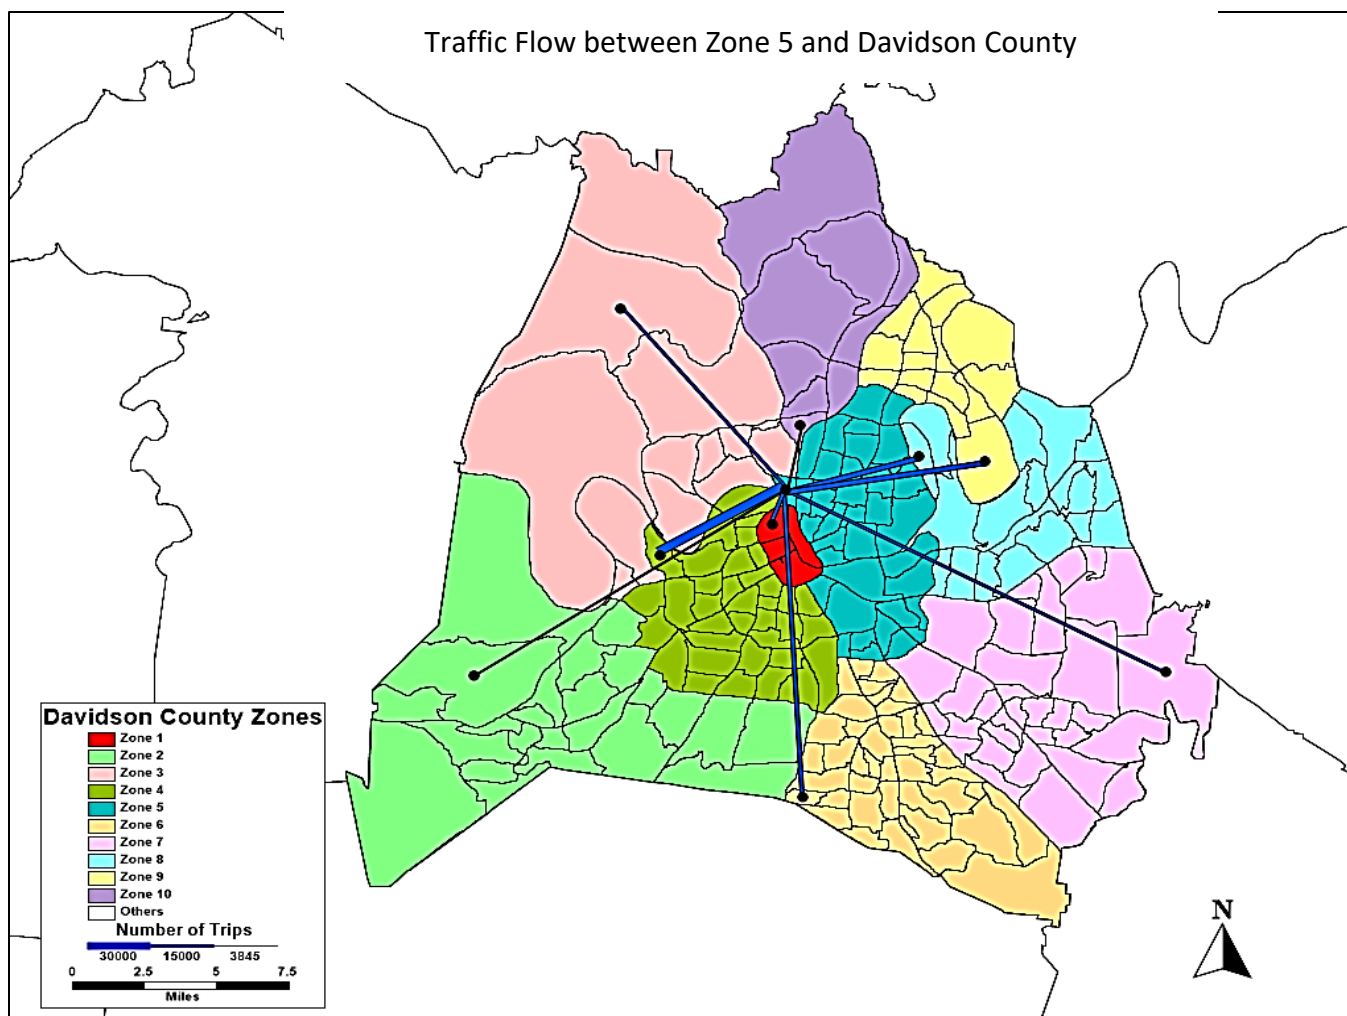 Traffic Flow between Zone 5 and Davidson County
Davidson County Zones
Zone 1
Zone 2
Zone 3
Zone 4
Zone 5
Zone 6
Zone 7
Zone 8
Zone 9
Zone 10
Others
Number of Trips
30000 15000 3845
0 2.5 5 7.5
Miles
N